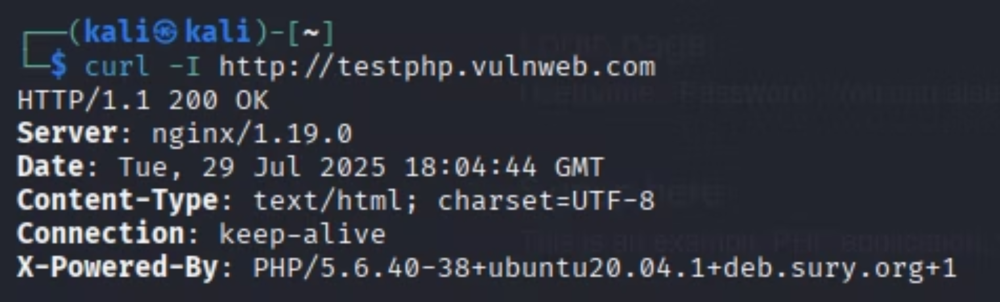 ┌──(kali㉿kali)-[~]
└─$ curl -I http://testphp.vulnweb.com
HTTP/1.1 200 OK
Server: nginx/1.19.0
Date: Tue, 29 Jul 2025 18:04:44 GMT
Content-Type: text/html; charset=UTF-8
Connection: keep-alive
X-Powered-By: PHP/5.6.40-38+ubuntu20.04.1+deb.sury.org+1